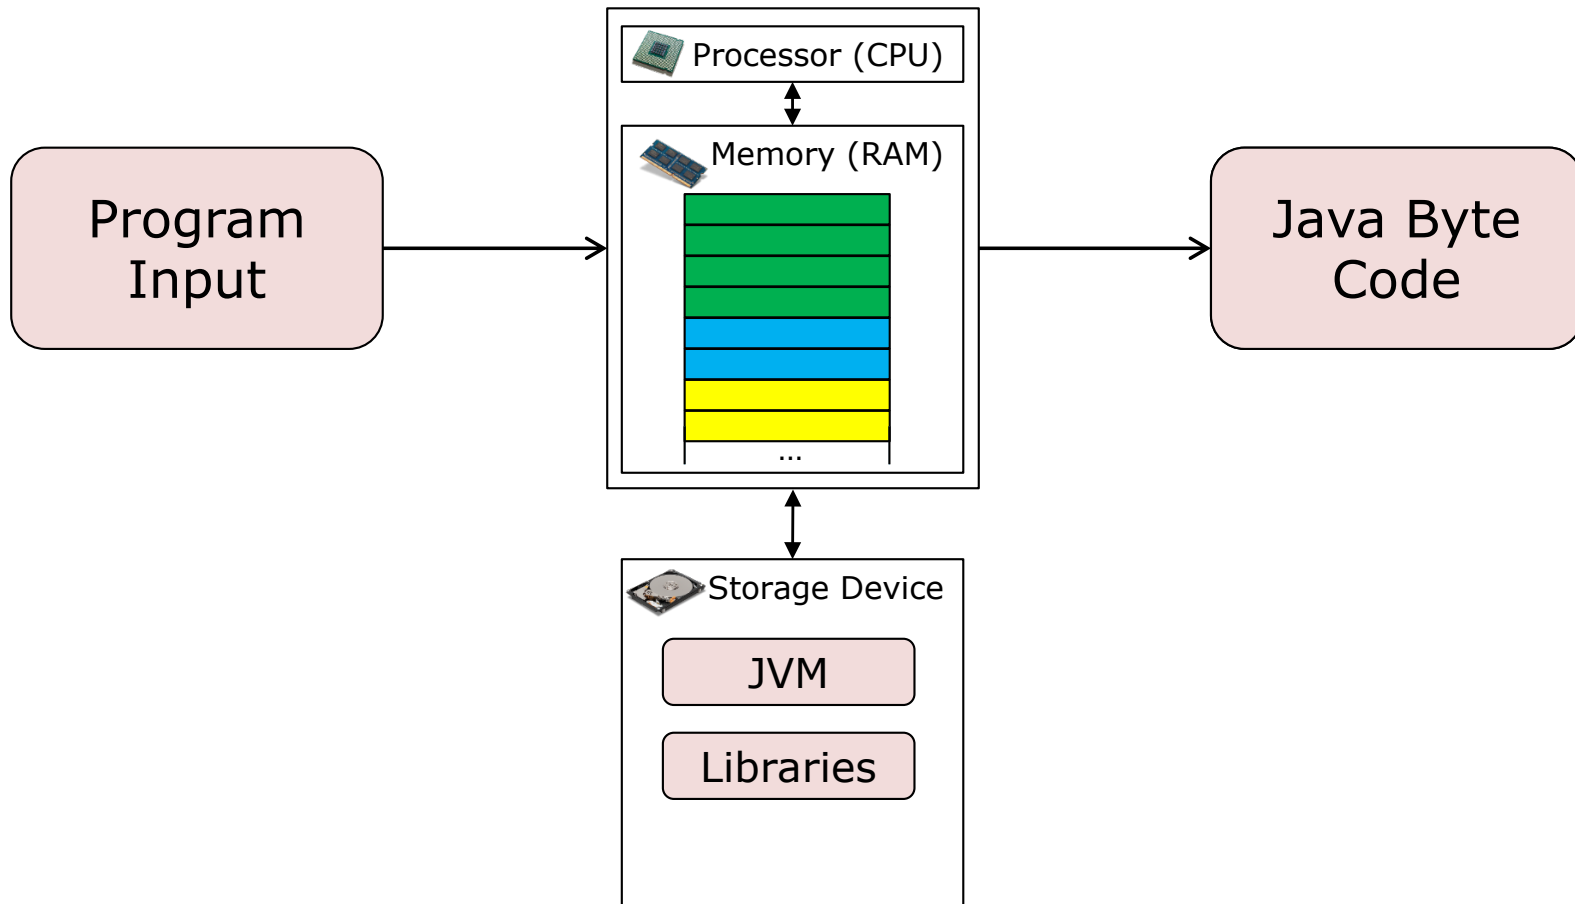 Processor (CPU)
Memory (RAM)
Program
Input
Java Byte
Code
...
Storage Device
JVM
Libraries